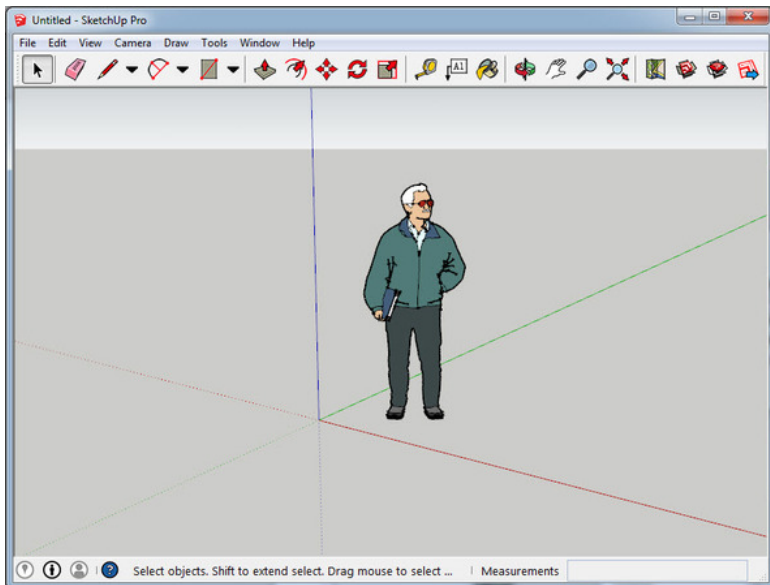 Untitled - SketchUp Pro
File Edit View Camera Draw Tools Window Help
A1
Select objects. Shift to extend select. Drag mouse to select ... Measurements